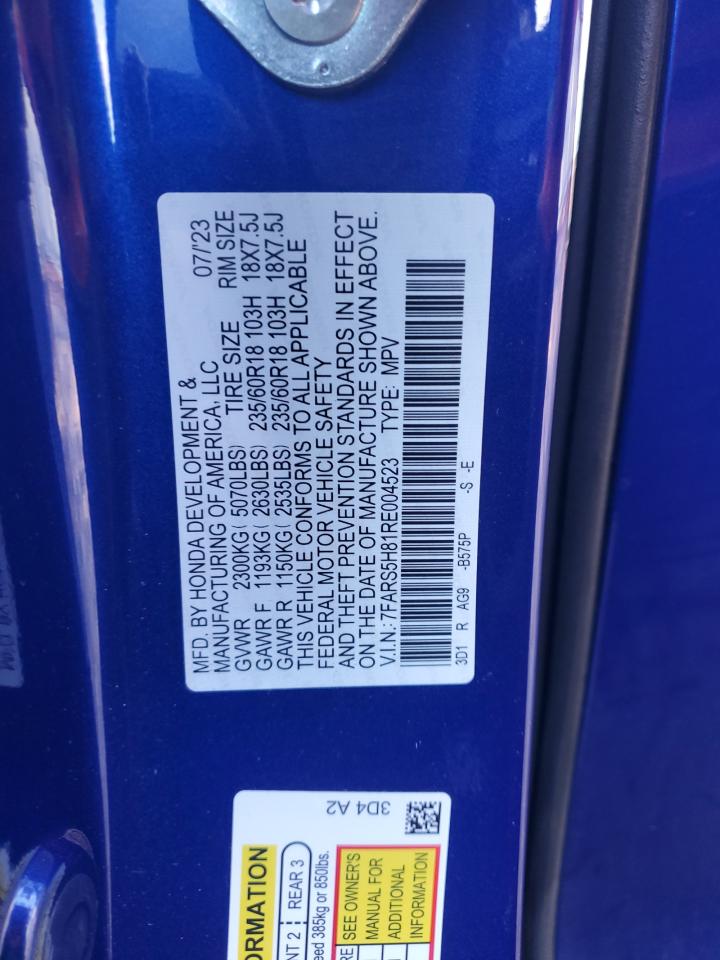 MFD. BY HONDA DEVELOPMENT &
MANUFACTURING OF AMERICA, LLC 07/'23
GVWR 2300KG( 5070LBS) TIRE SIZE RIM SIZE
GAWR F 1193KG( 2630LBS) 235/60R18 103H 18X7.5J
GAWR R 1150KG( 2535LBS) 235/60R18 103H 18X7.5J
THIS VEHICLE CONFORMS TO ALL APPLICABLE
FEDERAL MOTOR VEHICLE SAFETY
AND THEFT PREVENTION STANDARDS IN EFFECT
ON THE DATE OF MANUFACTURE SHOWN ABOVE.
V.I.N.: 7FARS5H81RE004523 TYPE: MPV
3D1 R AG9 -B575P -S -E
3D4 A2
ORMATION
NT 2 REAR 3
eed 385kg or 850lbs.
RE SEE OWNER'S
MANUAL FOR
ADDITIONAL
INFORMATION